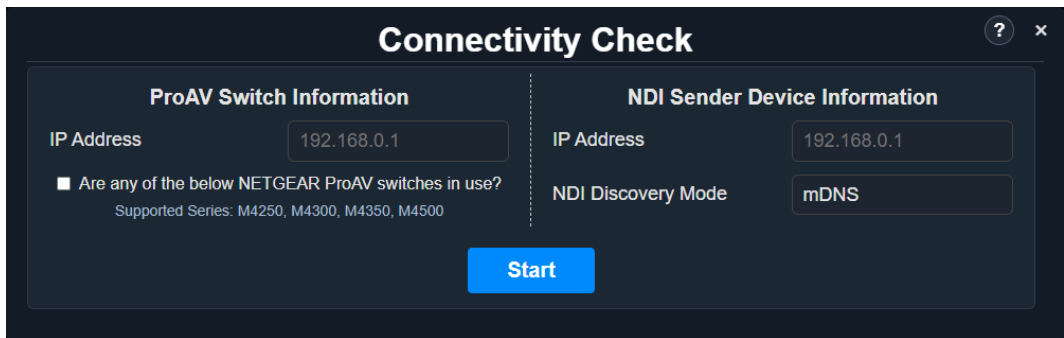 Connectivity Check
?
×
ProAV Switch Information
IP Address
192.168.0.1
Are any of the below NETGEAR ProAV switches in use?
Supported Series: M4250, M4300, M4350, M4500
NDI Sender Device Information
IP Address
192.168.0.1
NDI Discovery Mode
mDNS
Start